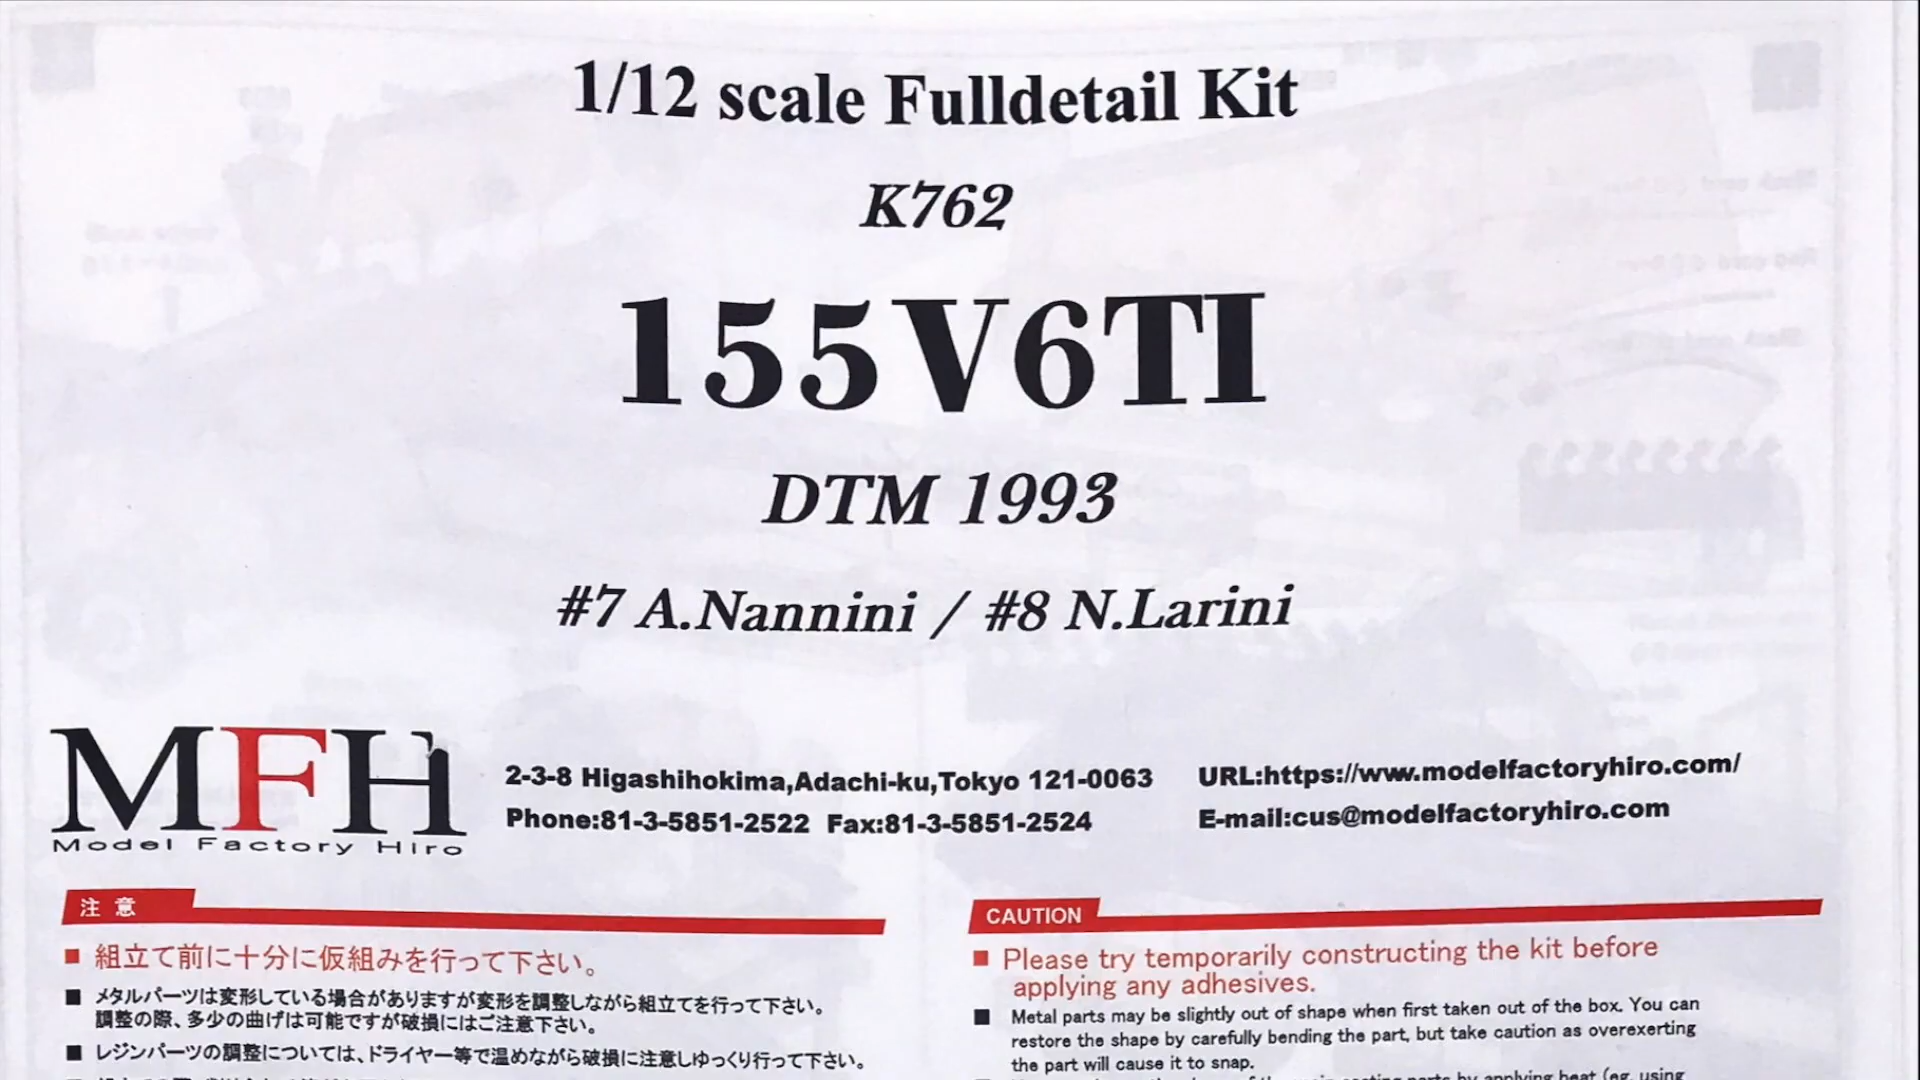 1/12 scale Fulldetail Kit
K762
155V6TI
DTM 1993
#7 A.Nannini / #8 N.Larini
MFH
Model Factory Hiro
2-3-8 Higashihokima,Adachi-ku,Tokyo 121-0063
Phone:81-3-5851-2522 Fax:81-3-5851-2524
URL:https://www.modelfactoryhiro.com/
E-mail:cus@modelfactoryhiro.com
注 意
■ 組立て前に十分に仮組みを行って下さい。
■ メタルパーツは変形している場合がありますが変形を調整しながら組立てを行って下さい。
調整の際、多少の曲げは可能ですが破損にはご注意下さい。
■ レジンパーツの調整については、ドライヤー等で温めながら破損に注意しゆっくり行って下さい。
CAUTION
■ Please try temporarily constructing the kit before
applying any adhesives.
■ Metal parts may be slightly out of shape when first taken out of the box. You can
restore the shape by carefully bending the part, but take caution as overexerting
the part will cause it to snap.
parts by applying heat (eg. using